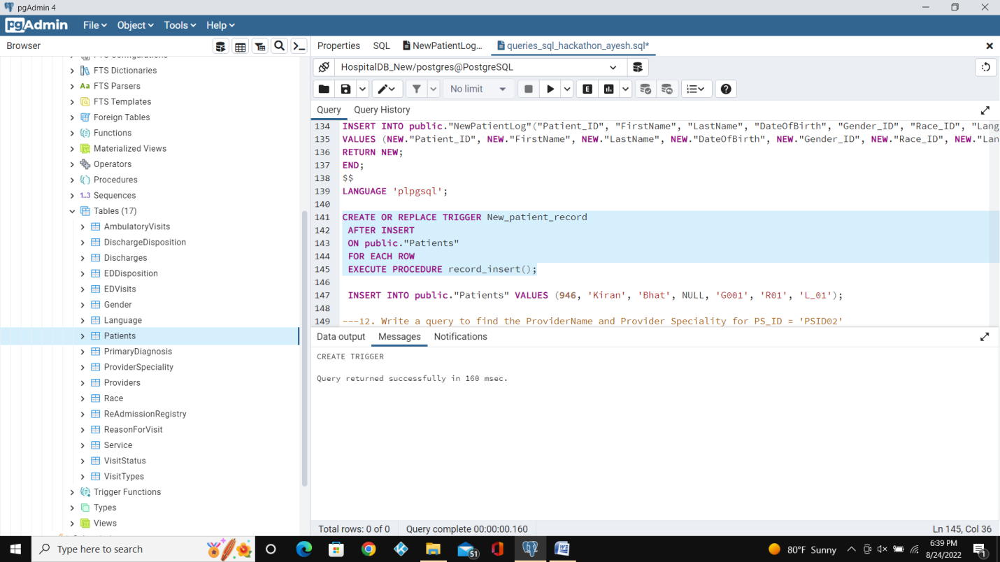 pgAdmin 4
pgAdmin File Object Tools Help
Browser
Properties SQL NewPatientLog... queries_sql_hackathon_ayesh.sql*
HospitalDB_New/postgres@PostgreSQL
No limit
E
Query Query History
FTS Configurations
FTS Dictionaries
Aa FTS Parsers
FTS Templates
Foreign Tables
Functions
Materialized Views
Operators
Procedures
1..3 Sequences
Tables (17)
AmbulatoryVisits
DischargeDisposition
Discharges
EDDisposition
EDVisits
Gender
Language
Patients
PrimaryDiagnosis
ProviderSpeciality
Providers
Race
ReAdmissionRegistry
ReasonForVisit
Service
VisitStatus
VisitTypes
Trigger Functions
Types
Views
134 INSERT INTO public."NewPatientLog"("Patient_ID", "FirstName", "LastName", "DateOfBirth", "Gender_ID", "Race_ID", "Lang
135 VALUES (NEW."Patient_ID", NEW."FirstName", NEW."LastName", NEW."DateOfBirth", NEW."Gender_ID", NEW."Race_ID", NEW."Lan
136 RETURN NEW;
137 END;
138 $$
139 LANGUAGE 'plpgsql';
140
141 CREATE OR REPLACE TRIGGER New_patient_record
142 AFTER INSERT
143 ON public."Patients"
144 FOR EACH ROW
145 EXECUTE PROCEDURE record_insert();
146
147 INSERT INTO public."Patients" VALUES (946, 'Kiran', 'Bhat', NULL, 'G001', 'R01', 'L_01');
148
149 ---12. Write a query to find the ProviderName and Provider Speciality for PS_ID = 'PSID02'
Data output Messages Notifications
CREATE TRIGGER
Query returned successfully in 160 msec.
Total rows: 0 of 0 Query complete 00:00:00.160 Ln 145, Col 36
Type here to search
51
80°F Sunny
6:39 PM
8/24/2022
1